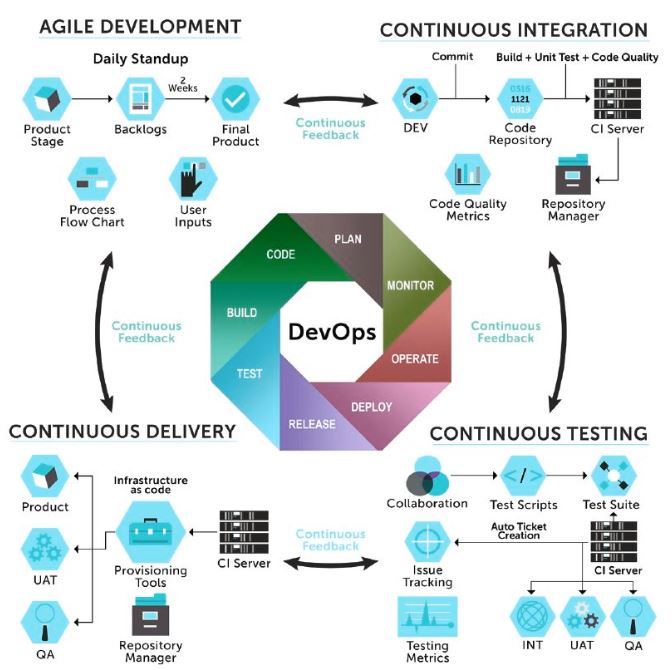 AGILE DEVELOPMENT
Daily Standup
2
Weeks
Product
Stage
Backlogs
Final
Product
Process
Flow Chart
User
Inputs
Continuous
Feedback
CONTINUOUS INTEGRATION
Commit
Build + Unit Test + Code Quality
0315
1121
0819
DEV
Code
Repository
CI Server
Code Quality
Metrics
Repository
Manager
Continuous
Feedback
PLAN
CODE
MONITOR
BUILD
DevOps
OPERATE
TEST
DEPLOY
RELEASE
Continuous
Feedback
CONTINUOUS DELIVERY
Product
Infrastructure
as code
UAT
Provisioning
Tools
CI Server
QA
Repository
Manager
Continuous
Feedback
CONTINUOUS TESTING
Collaboration
</>
Test Scripts
Test Suite
Auto Ticket
Creation
Issue
Tracking
CI Server
Testing
Metrics
INT
UAT
QA